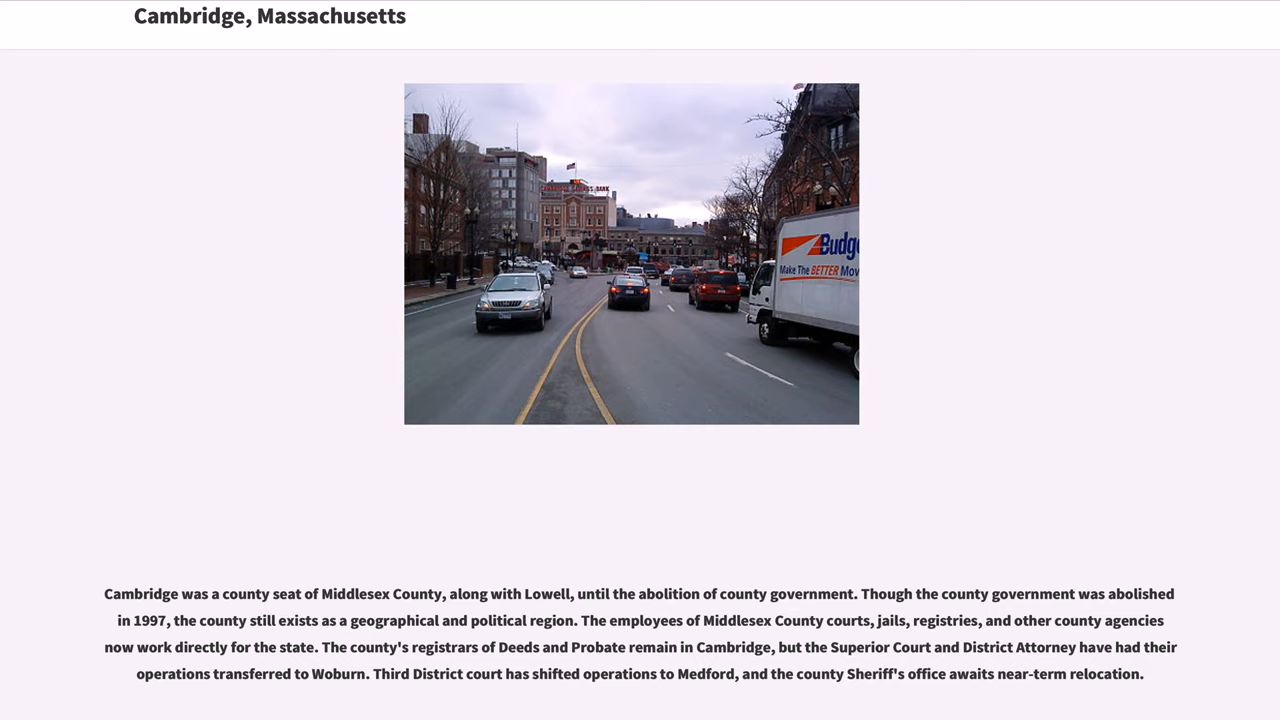 Cambridge, Massachusetts
CAMBRIDGE SAVINGS BANK
Budge
Make The BETTER Mov
Cambridge was a county seat of Middlesex County, along with Lowell, until the abolition of county government. Though the county government was abolished
in 1997, the county still exists as a geographical and political region. The employees of Middlesex County courts, jails, registries, and other county agencies
now work directly for the state. The county's registrars of Deeds and Probate remain in Cambridge, but the Superior Court and District Attorney have had their
operations transferred to Woburn. Third District court has shifted operations to Medford, and the county Sheriff's office awaits near-term relocation.